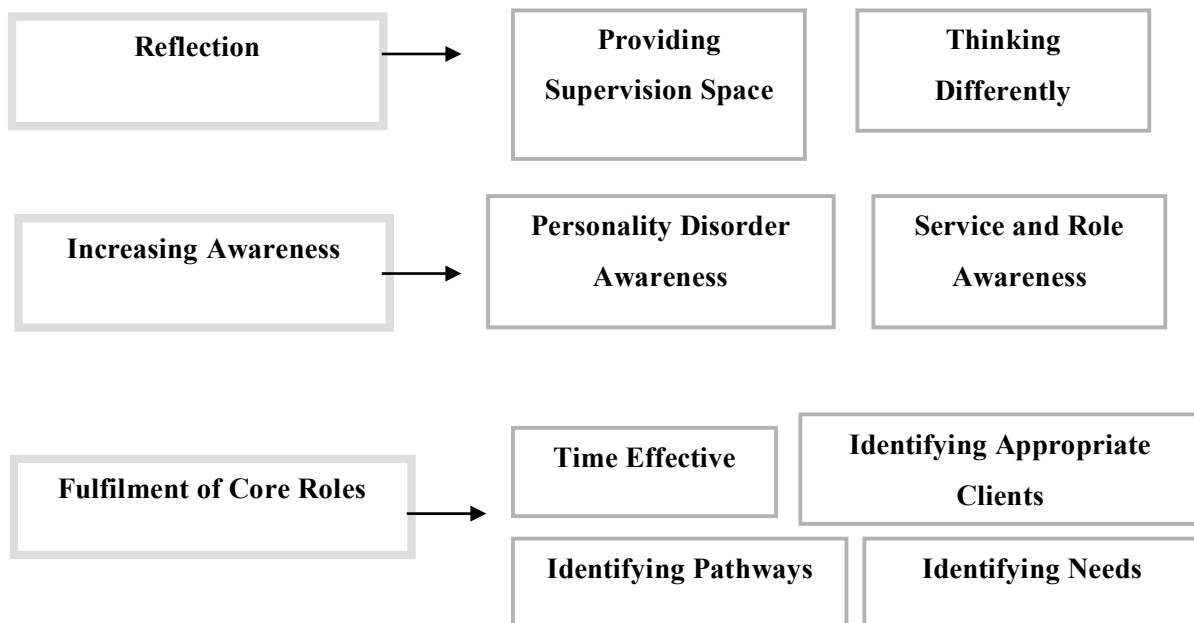 Reflection
Providing
Supervision Space
Thinking
Differently
Increasing Awareness
Personality Disorder
Awareness
Service and Role
Awareness
Fulfilment of Core Roles
Time Effective
Identifying Appropriate
Clients
Identifying Pathways
Identifying Needs